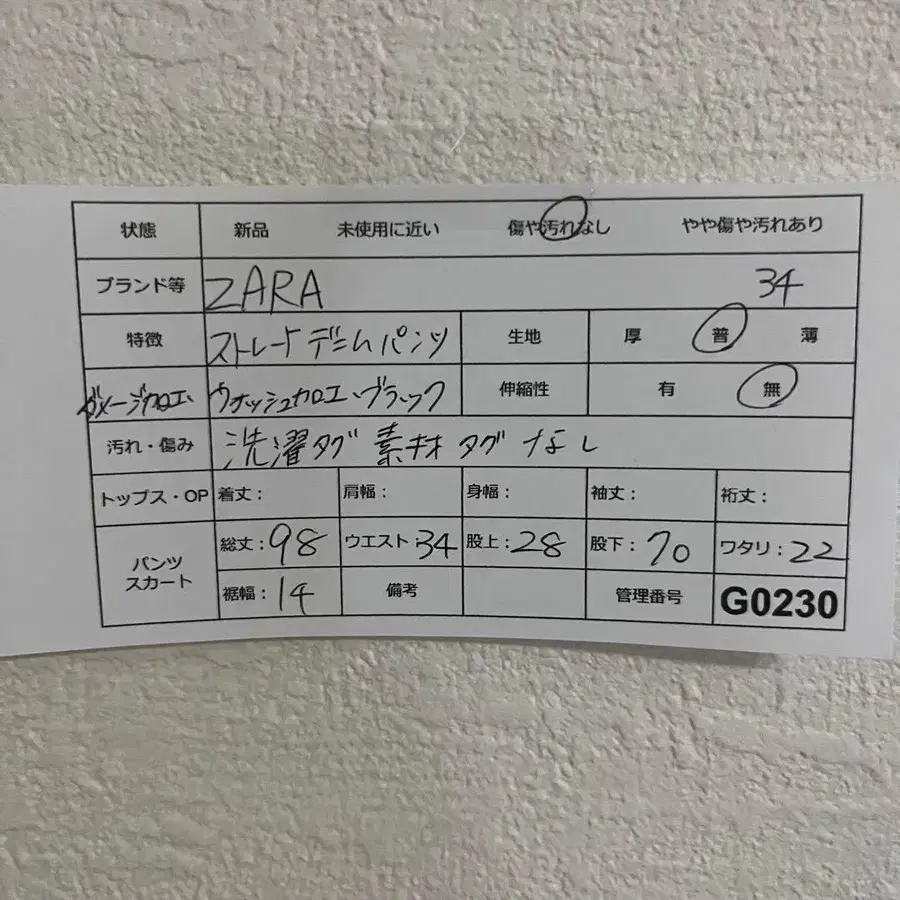 状態 新品 未使用に近い 傷や汚れなし やや傷や汚れあり
ブランド等 ZARA 34
特徴 ストレートデニムパンツ 生地 厚 普 薄
ダメージ加工、 ウォッシュ加工、ブラック 伸縮性 有 無
汚れ・傷み 洗濯タグ 素材タグ なし
トップス・OP 着丈: 肩幅: 身幅: 袖丈: 裄丈:
パンツ スカート 総丈:98 ウエスト:34 股上:28 股下:70 ワタリ:22
裾幅:14 備考 管理番号 G0230